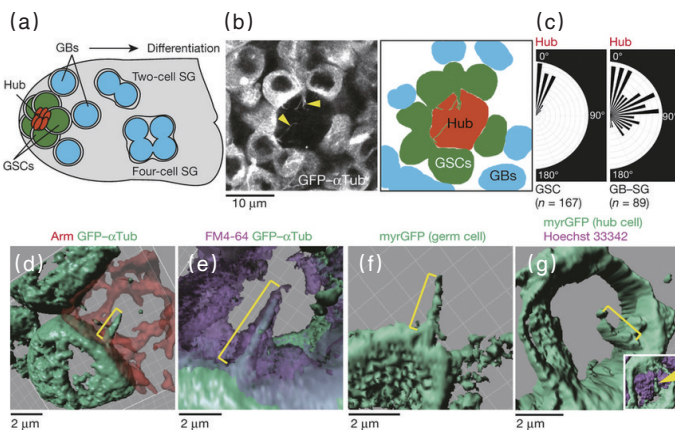 (a)
GBs
Differentiation
Two-cell SG
Hub
GSCs
Four-cell SG
(b)
GFP–αTub
10 μm
Hub
GSCs
GBs
(c)
Hub
0°
90°
180°
GSC
(n = 167)
Hub
0°
90°
180°
GB–SG
(n = 89)
Arm GFP–αTub
(d)
2 μm
FM4-64 GFP–αTub
(e)
2 μm
myrGFP (germ cell)
(f)
2 μm
myrGFP (hub cell)
Hoechst 33342
(g)
2 μm